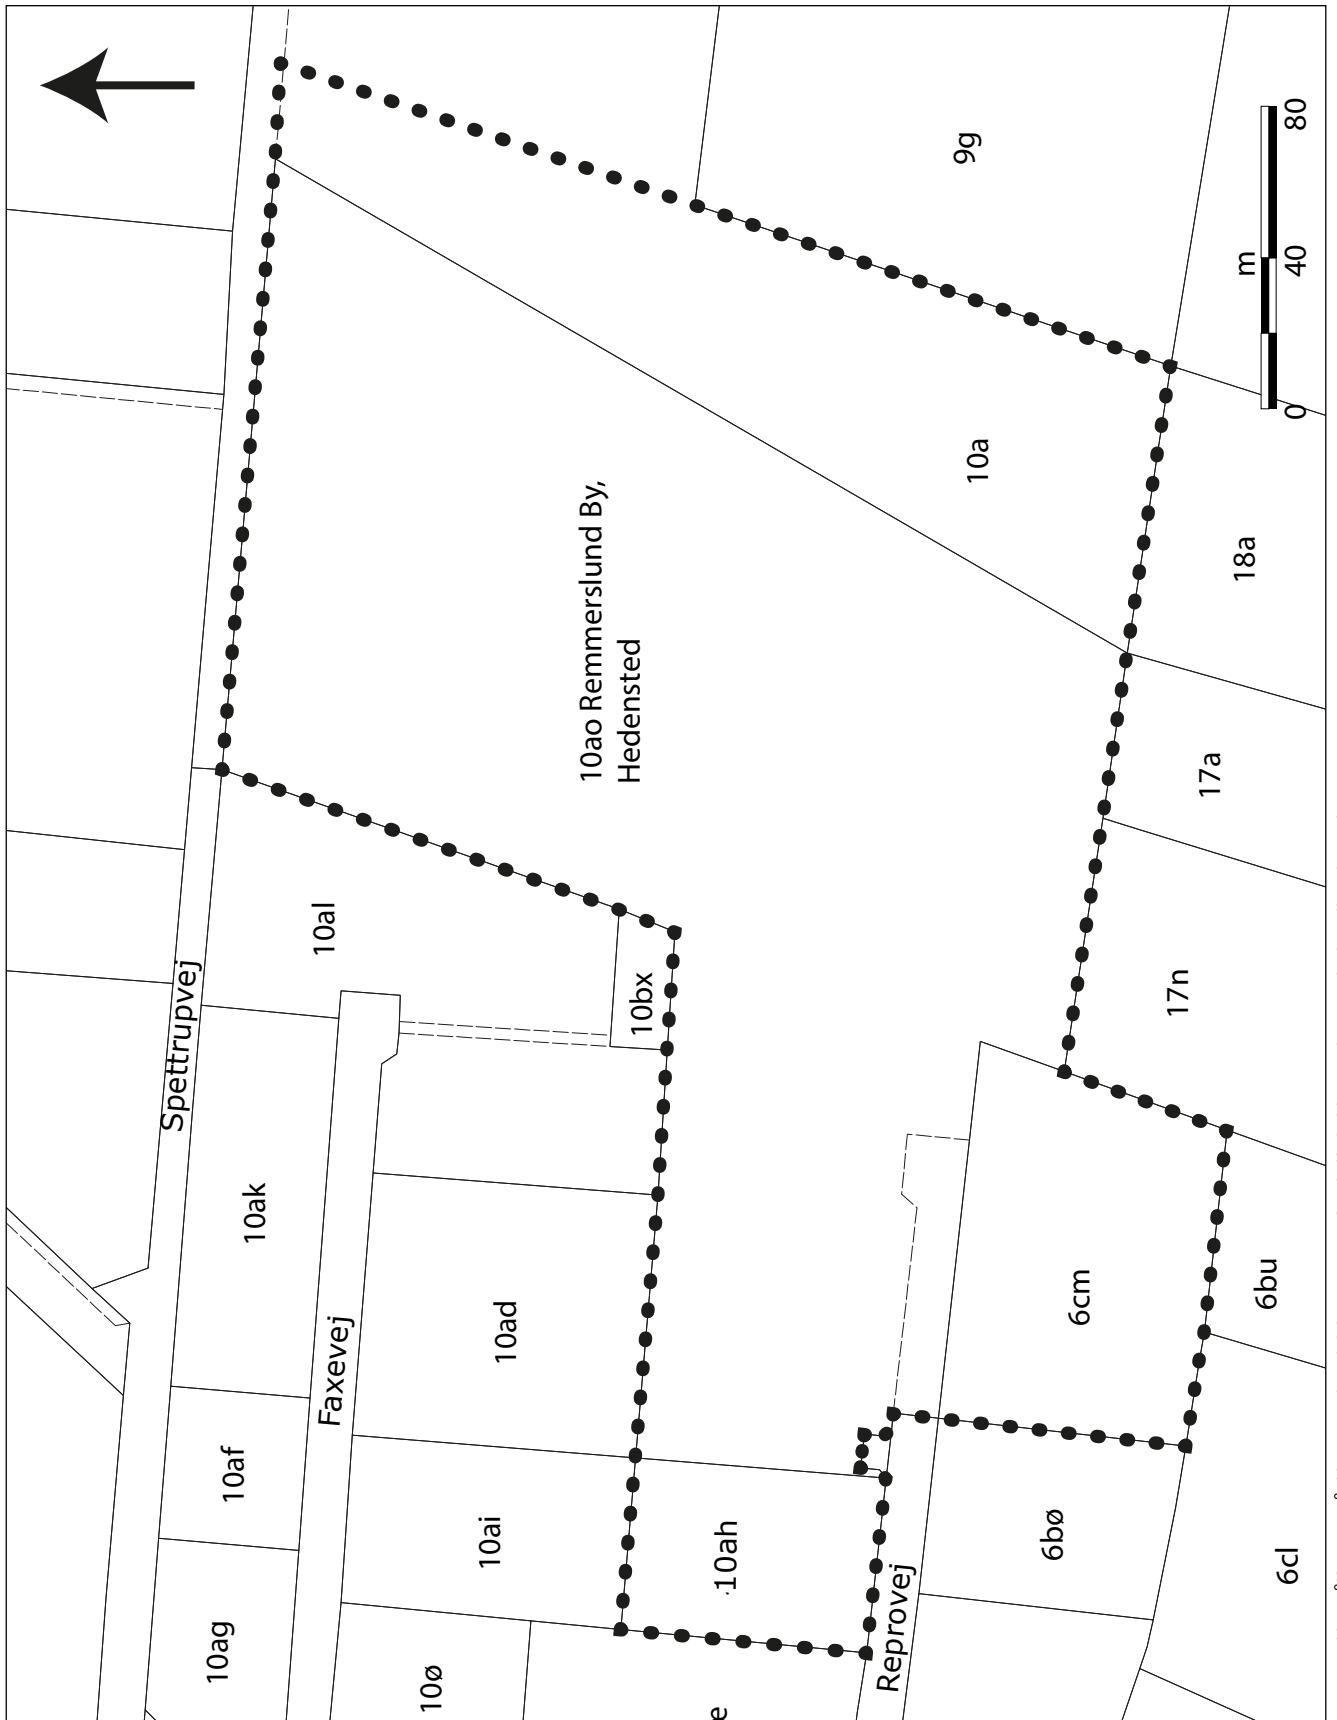 Spettrupvej
10al
10bx
10ak
Faxevej
10af
10ag
10ad
10ai
10ø
10ah
Reprovej
10ao Remmerslund By,
Hedensted
9g
10a
18a
17a
17n
6cm
6bu
6bø
6cl
e
m
0
40
80